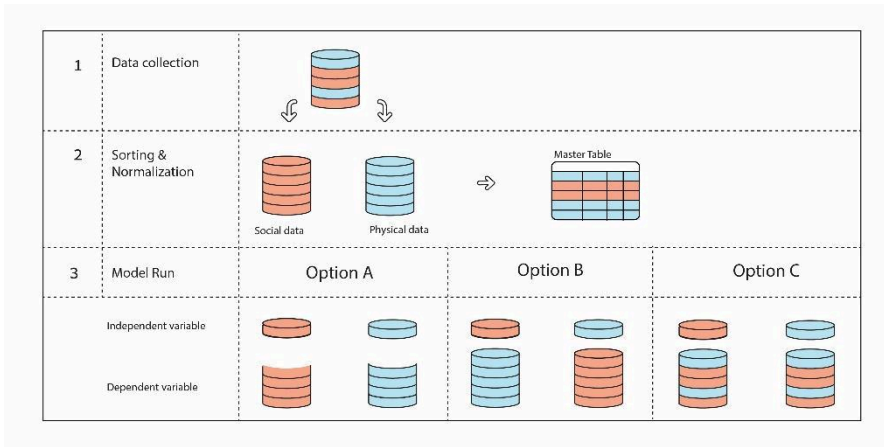 1
Data collection
2
Sorting &
Normalization
Master Table
Social data
Physical data
3
Model Run
Option A
Option B
Option C
Independent variable
Dependent variable